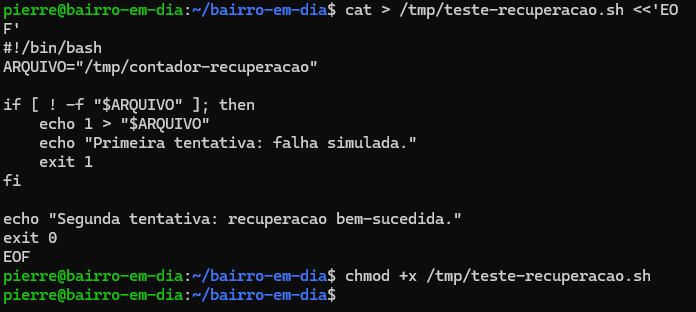 pierre@bairro-em-dia:~/bairro-em-dia$ cat > /tmp/teste-recuperacao.sh <<'EO
F'
#!/bin/bash
ARQUIVO="/tmp/contador-recuperacao"

if [ ! -f "$ARQUIVO" ]; then
    echo 1 > "$ARQUIVO"
    echo "Primeira tentativa: falha simulada."
    exit 1
fi

echo "Segunda tentativa: recuperacao bem-sucedida."
exit 0
EOF
pierre@bairro-em-dia:~/bairro-em-dia$ chmod +x /tmp/teste-recuperacao.sh
pierre@bairro-em-dia:~/bairro-em-dia$